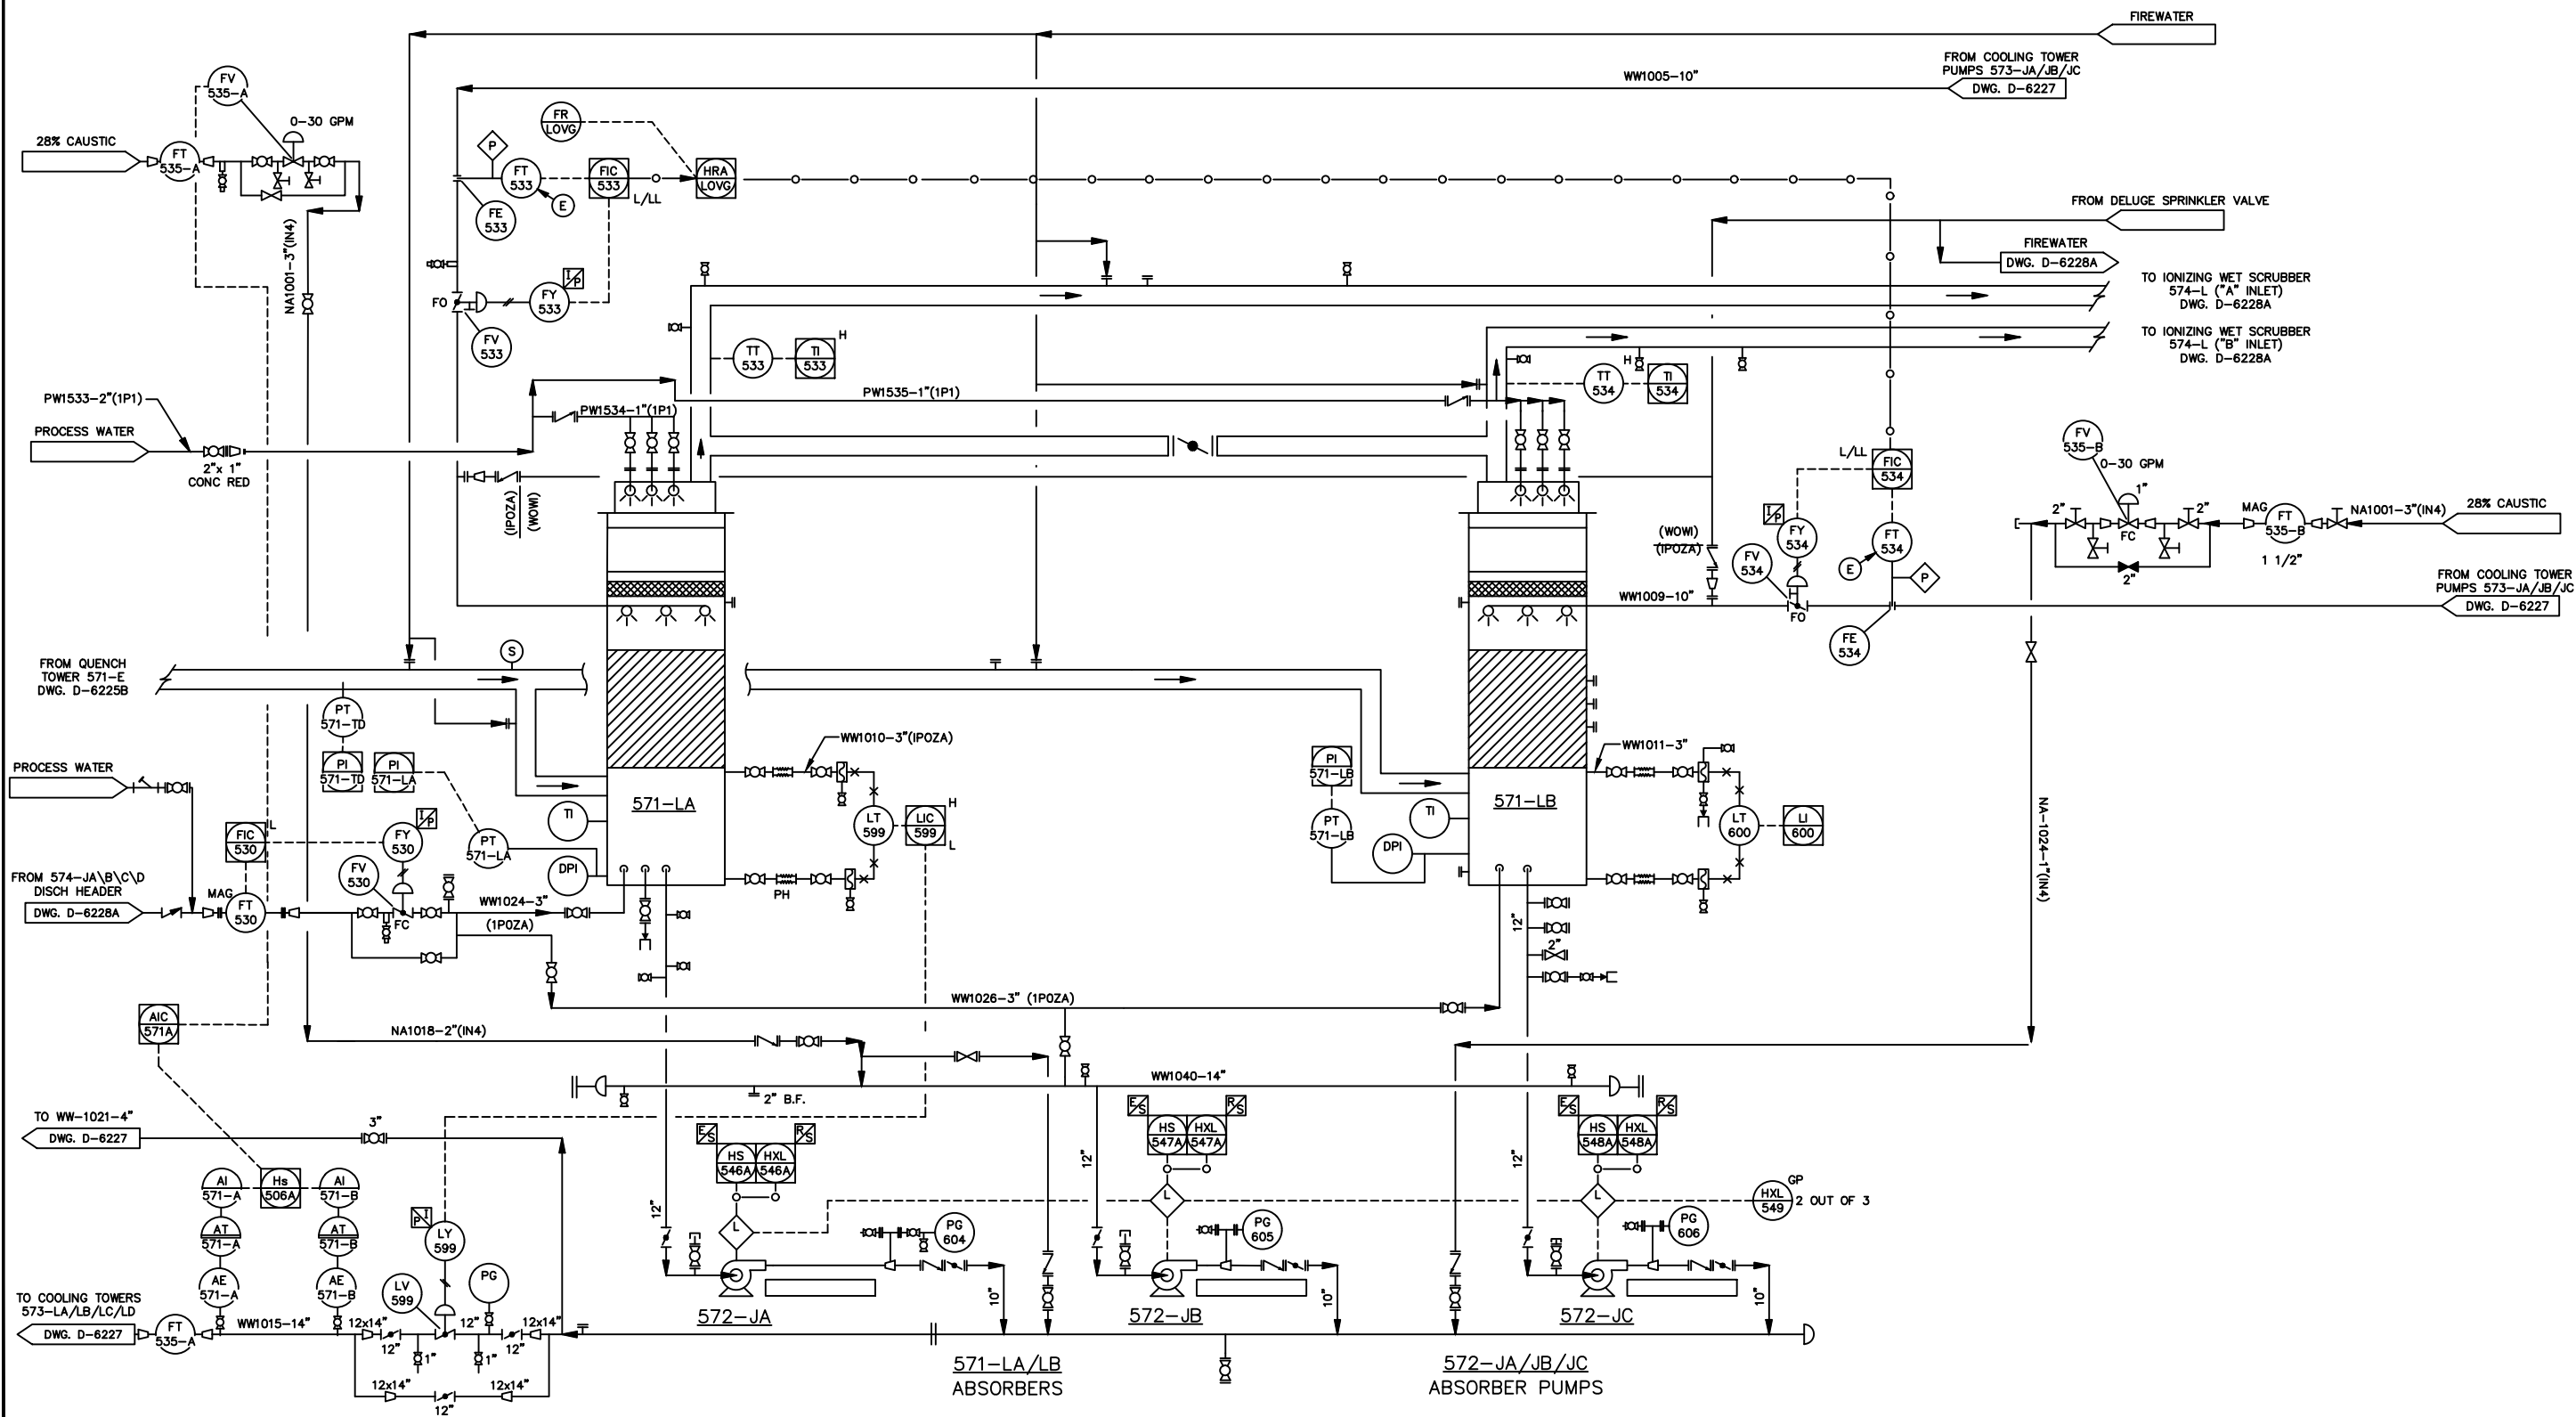 FIREWATER
FROM COOLING TOWER
PUMPS 573-JA/JB/JC
DWG. D-6227
WW1005-10"
FV
535-A
0-30 GPM
28% CAUSTIC
FT
535-A
NA1001-3"(IN4)
FR
LOVG
P
FT
533
FIC
533
L/LL
HRA
LOVG
E
FE
533
I/P
FY
533
FO
FV
533
FROM DELUGE SPRINKLER VALVE
FIREWATER
DWG. D-6228A
TO IONIZING WET SCRUBBER
574-L ("A" INLET)
DWG. D-6228A
TO IONIZING WET SCRUBBER
574-L ("B" INLET)
DWG. D-6228A
TT
533
TI
533
H
TT
534
H
TI
534
PW1533-2"(1P1)
PROCESS WATER
2"x 1"
CONC RED
PW1534-1"(1P1)
PW1535-1"(1P1)
(IPOZA)
(WOWI)
L/LL
FIC
534
I/P
FY
534
FT
534
FV
534
E
P
(WOWI)
(IPOZA)
WW1009-10"
FO
FE
534
FV
535-B
0-30 GPM
1"
2"
2"
FC
2"
MAG
FT
535-B
1 1/2"
NA1001-3"(IN4)
28% CAUSTIC
FROM COOLING TOWER
PUMPS 573-JA/JB/JC
DWG. D-6227
FROM QUENCH
TOWER 571-E
DWG. D-6225B
S
PT
571-TD
PI
571-TD
PI
571-LA
PROCESS WATER
FIC
530
L
I/P
FY
530
PT
571-LA
TI
DPI
571-LA
WW1010-3"(IPOZA)
LT
599
LIC
599
H
L
PH
PI
571-LB
PT
571-LB
TI
DPI
571-LB
WW1011-3"
LT
600
LI
600
NA-1024-1"(IN4)
FROM 574-JA\B\C\D
DISCH HEADER
DWG. D-6228A
MAG
FT
530
FV
530
FC
WW1024-3"
(1POZA)
12"
2"
WW1026-3" (1POZA)
AIC
571A
NA1018-2"(IN4)
WW1040-14"
2" B.F.
TO WW-1021-4"
DWG. D-6227
3"
E/S
HS
546A
HXL
546A
R/S
L
E/S
HS
547A
HXL
547A
R/S
L
E/S
HS
548A
HXL
548A
R/S
L
HXL
549
GP
2 OUT OF 3
AI
571-A
Hs
506A
AI
571-B
AT
571-A
AT
571-B
AE
571-A
AE
571-B
I/P
LY
599
LV
599
PG
12"
PG
604
10"
572-JA
12"
PG
605
10"
572-JB
12"
PG
606
10"
572-JC
TO COOLING TOWERS
573-LA/LB/LC/LD
DWG. D-6227
FT
535-A
WW1015-14"
12x14"
12"
12"
12"
12x14"
1"
1"
12x14"
12"
12x14"
571-LA/LB
ABSORBERS
572-JA/JB/JC
ABSORBER PUMPS